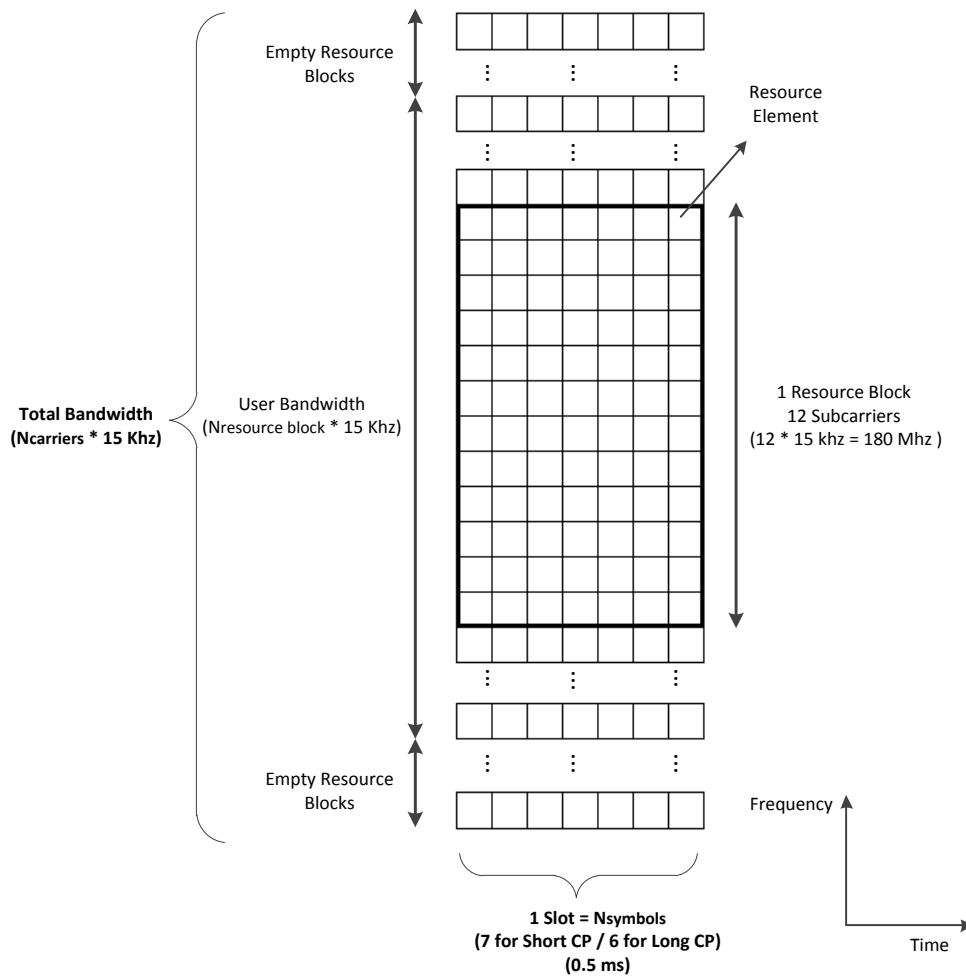 Empty Resource
Blocks
Resource
Element
User Bandwidth
(Nresource block * 15 Khz)
Total Bandwidth
(Ncarriers * 15 Khz)
1 Resource Block
12 Subcarriers
(12 * 15 khz = 180 Mhz )
Empty Resource
Blocks
Frequency
Time
1 Slot = Nsymbols
(7 for Short CP / 6 for Long CP)
(0.5 ms)